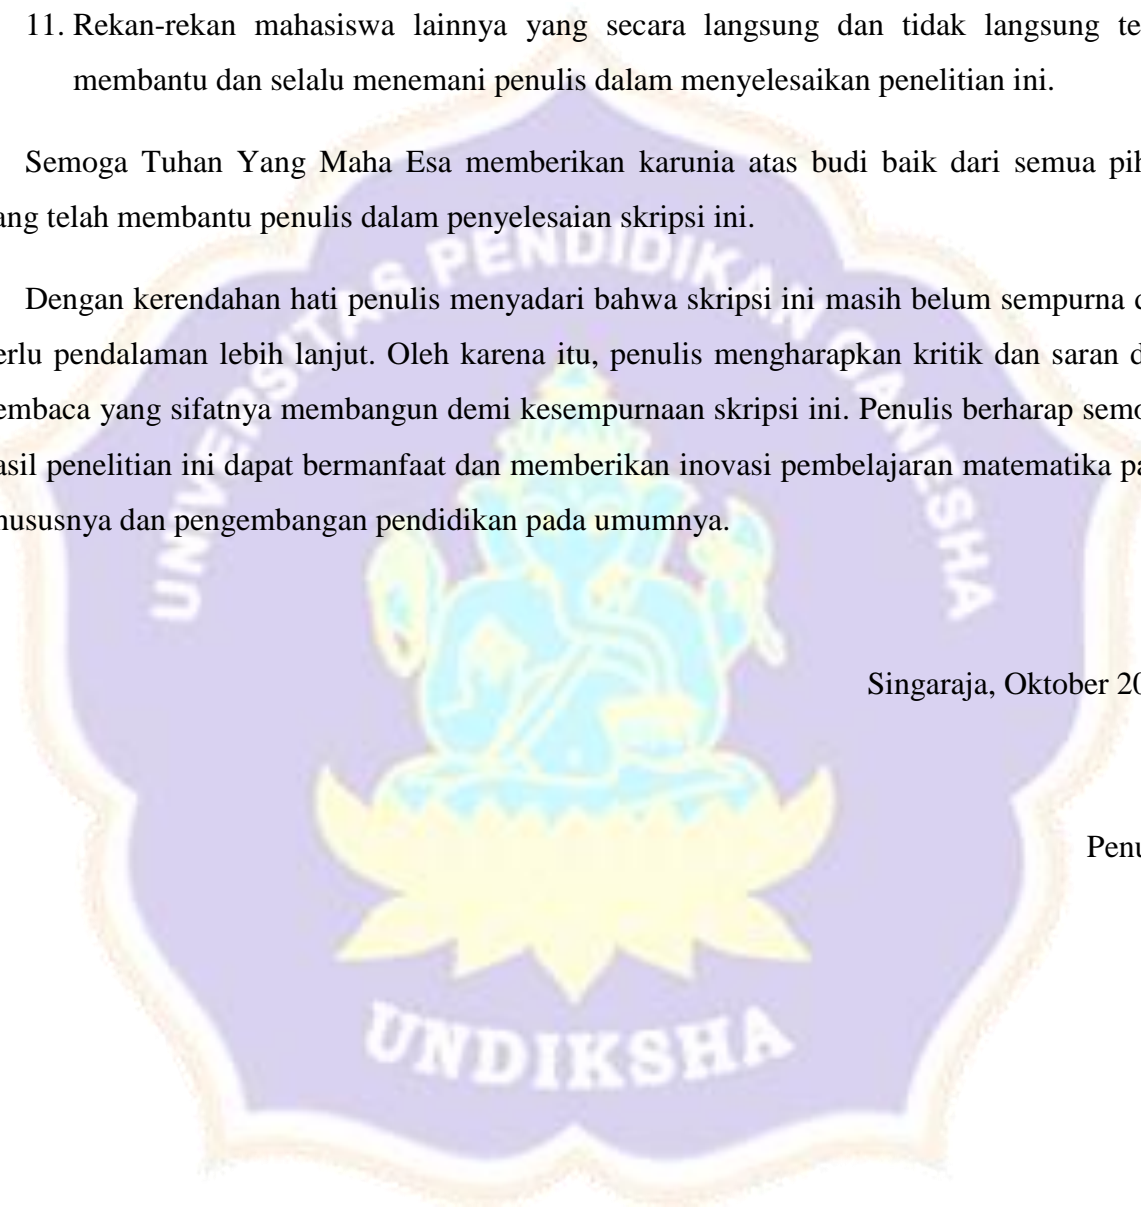 11. Rekan-rekan mahasiswa lainnya yang secara langsung dan tidak langsung te
membantu dan selalu menemani penulis dalam menyelesaikan penelitian ini.
Semoga Tuhan Yang Maha Esa memberikan karunia atas budi baik dari semua pih
ang telah membantu penulis dalam penyelesaian skripsi ini.
Dengan kerendahan hati penulis menyadari bahwa skripsi ini masih belum sempurna d
erlu pendalaman lebih lanjut. Oleh karena itu, penulis mengharapkan kritik dan saran d
embaca yang sifatnya membangun demi kesempurnaan skripsi ini. Penulis berharap semo
asil penelitian ini dapat bermanfaat dan memberikan inovasi pembelajaran matematika pa
hususnya dan pengembangan pendidikan pada umumnya.
Singaraja, Oktober 20
Penu
UNIVERSITAS PENDIDIKAN GANESHA
UNDIKSHA